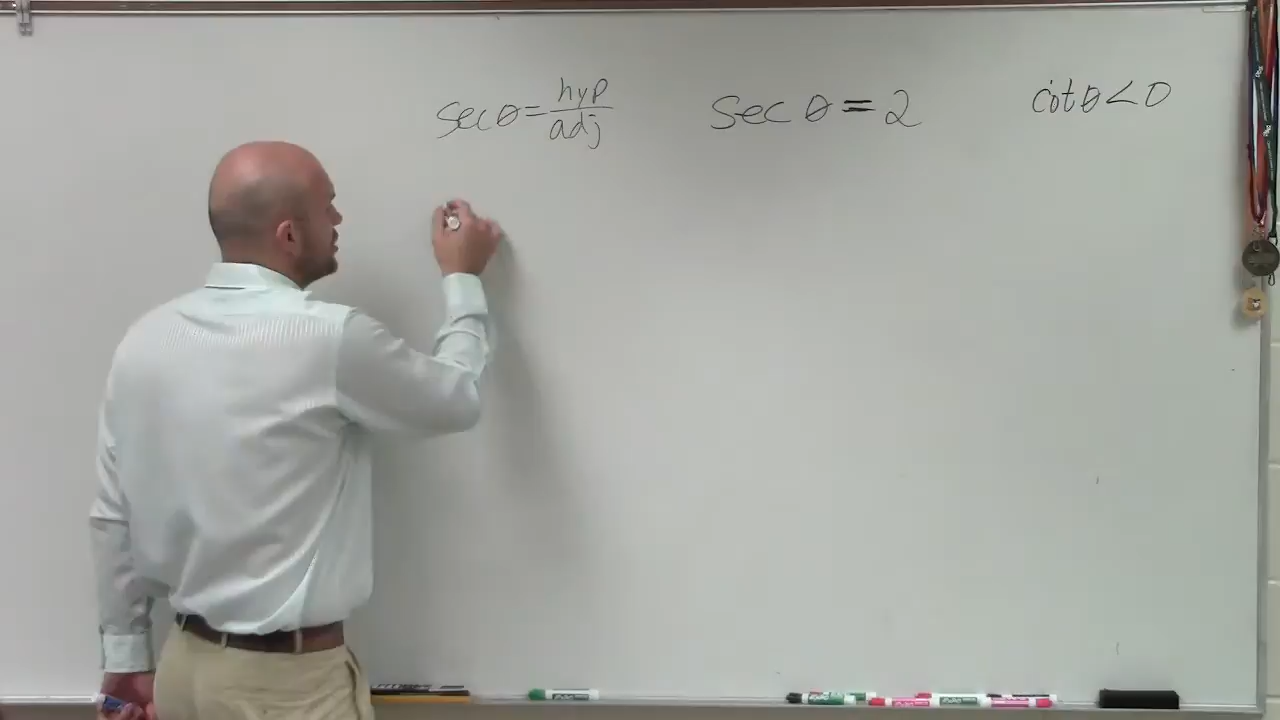 sec θ = hyp/adj
sec θ = 2
cot θ < 0